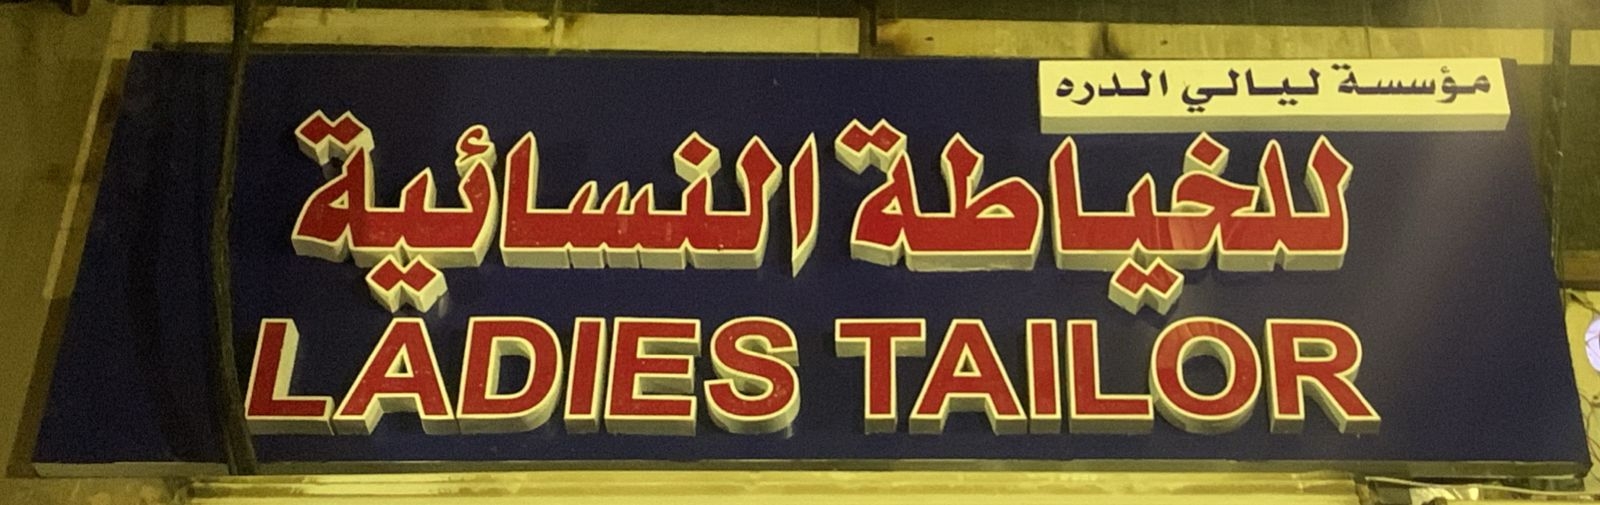 مؤسسة ليالي الدره
للخياطة النسائية
LADIES TAILOR